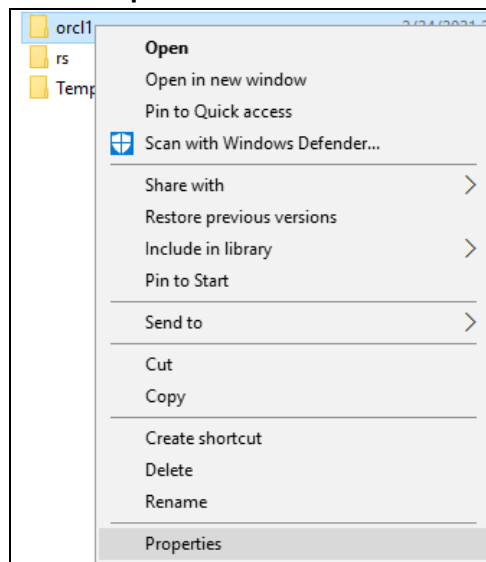 orcl1
rs
Temp
Open
Open in new window
Pin to Quick access
Scan with Windows Defender...
Share with
Restore previous versions
Include in library
Pin to Start
Send to
Cut
Copy
Create shortcut
Delete
Rename
Properties